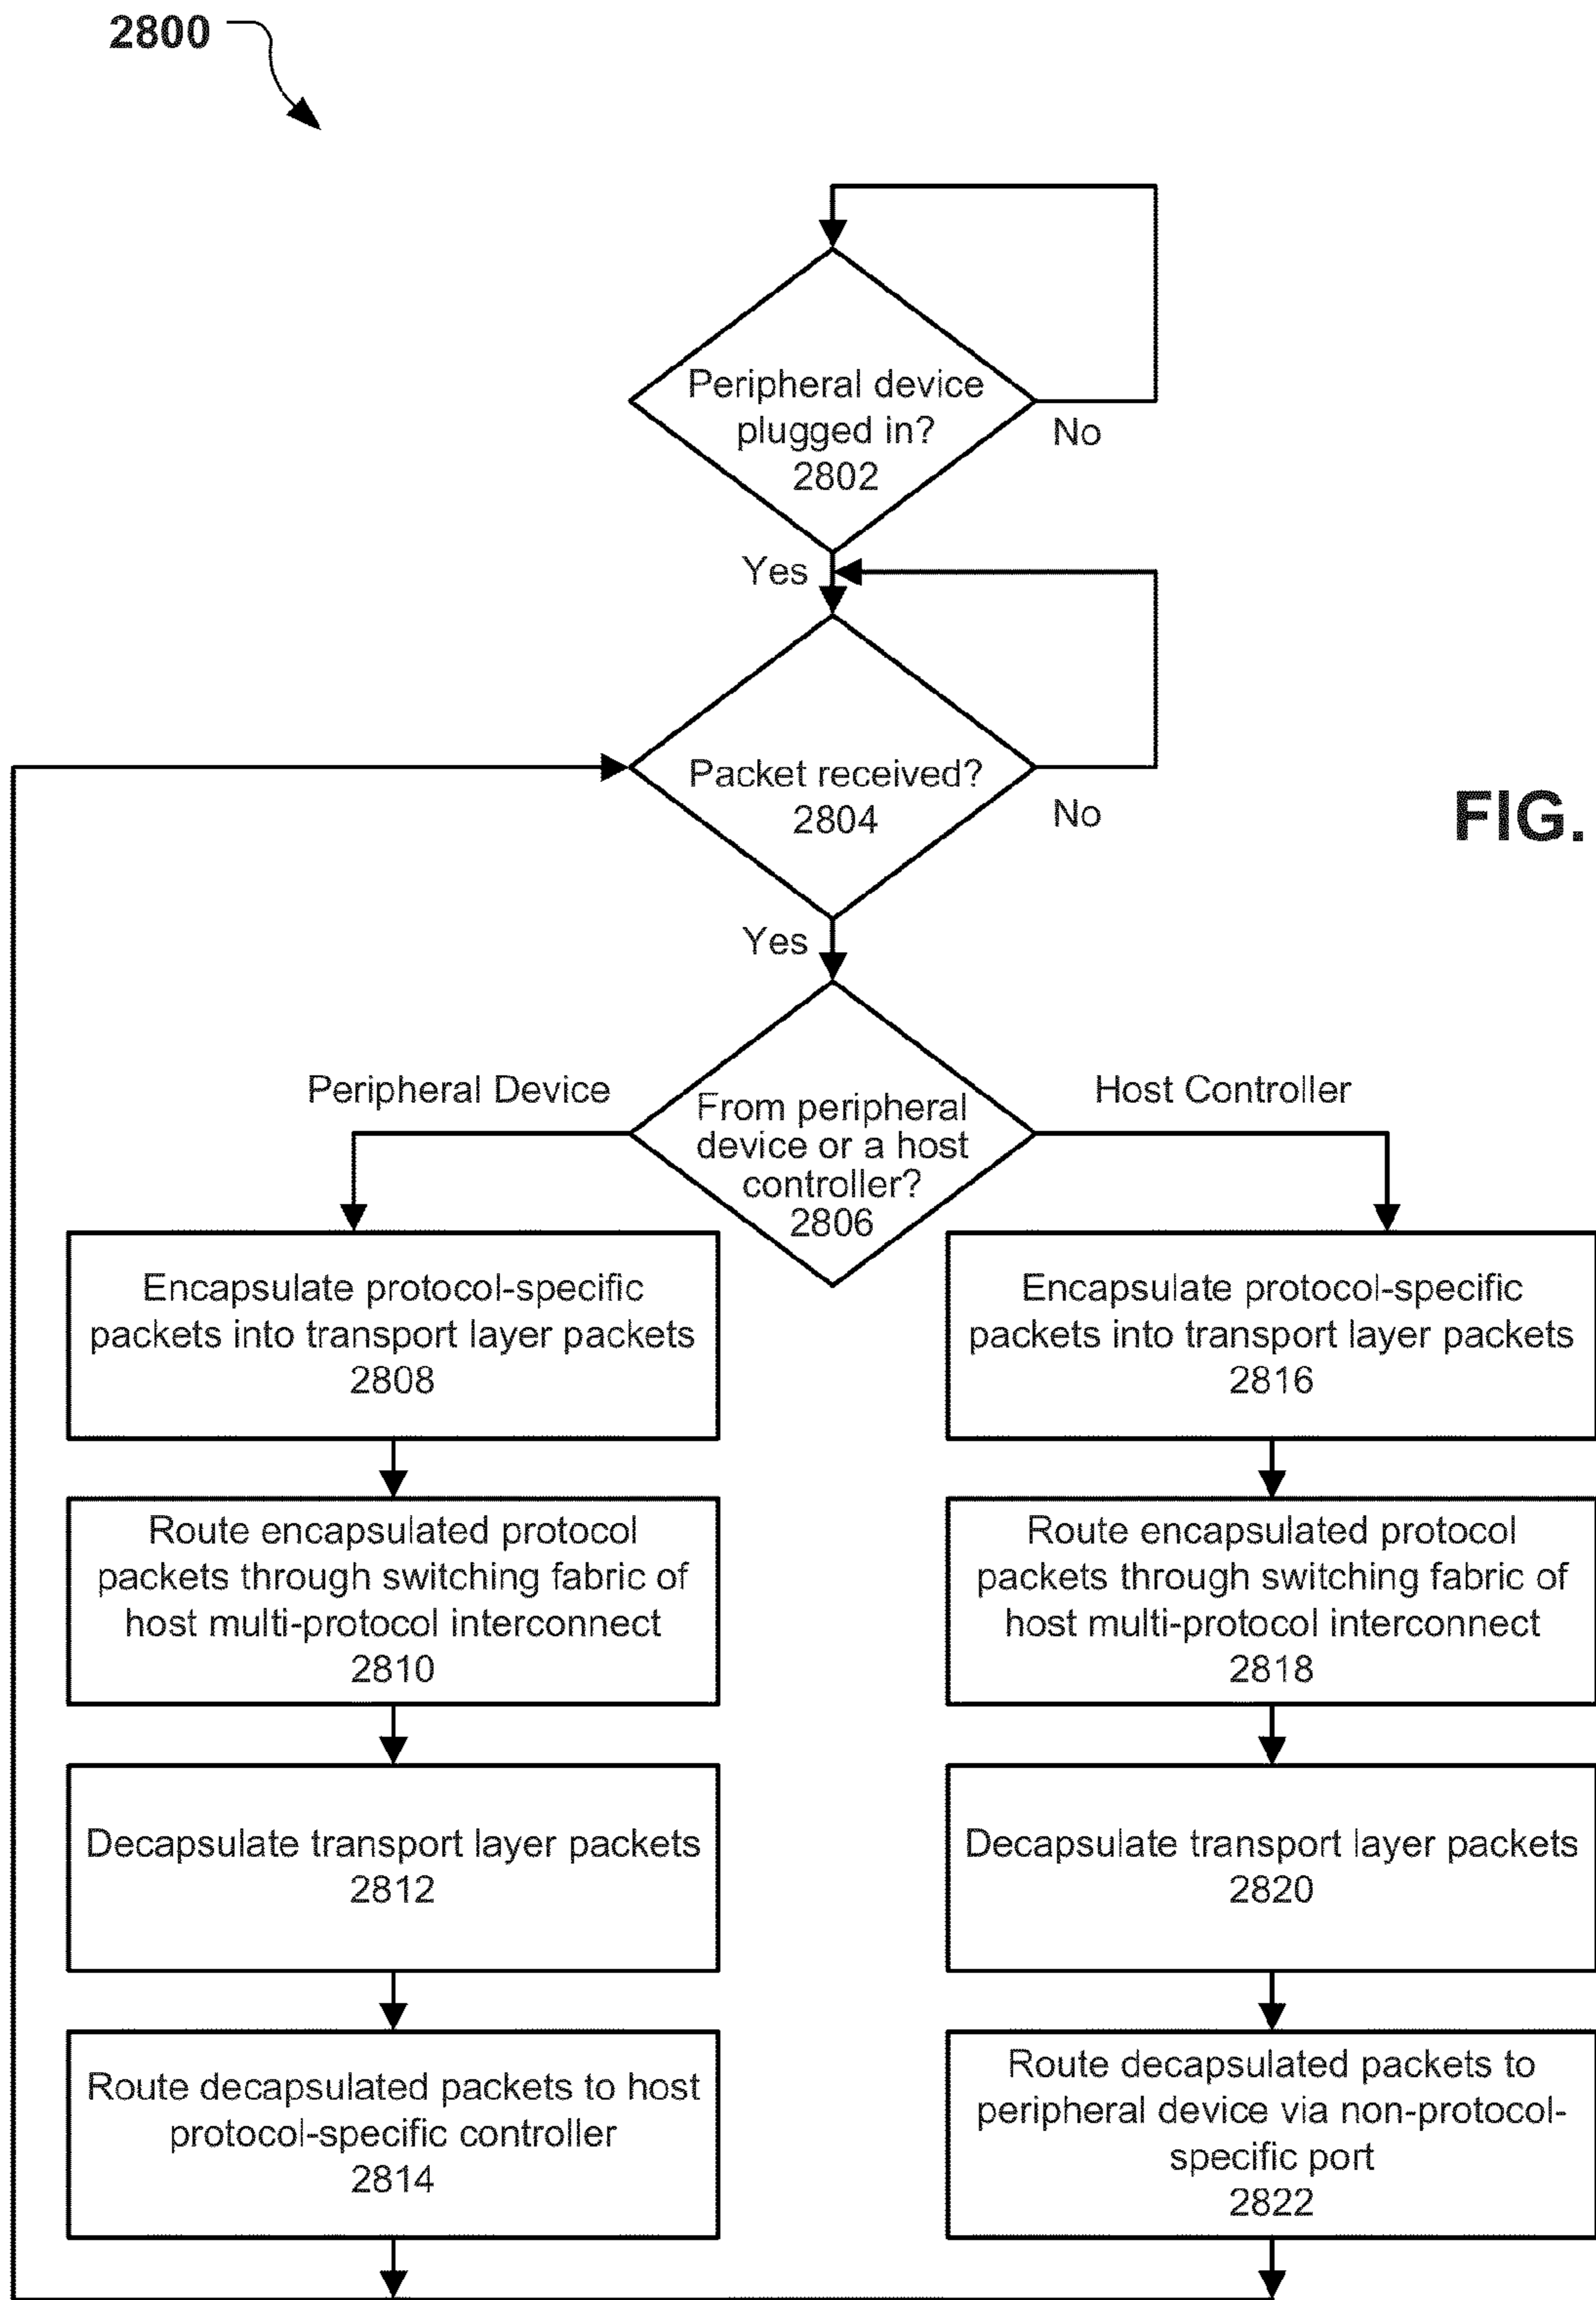 2800
Peripheral device
plugged in?
2802
No
Yes
Packet received?
2804
No
FIG.
Yes
Peripheral Device
Host Controller
From peripheral
device or a host
controller?
2806
Encapsulate protocol-specific
packets into transport layer packets
2808
Encapsulate protocol-specific
packets into transport layer packets
2816
Route encapsulated protocol
packets through switching fabric of
host multi-protocol interconnect
2810
Route encapsulated protocol
packets through switching fabric of
host multi-protocol interconnect
2818
Decapsulate transport layer packets
2812
Decapsulate transport layer packets
2820
Route decapsulated packets to host
protocol-specific controller
2814
Route decapsulated packets to
peripheral device via non-protocol-
specific port
2822